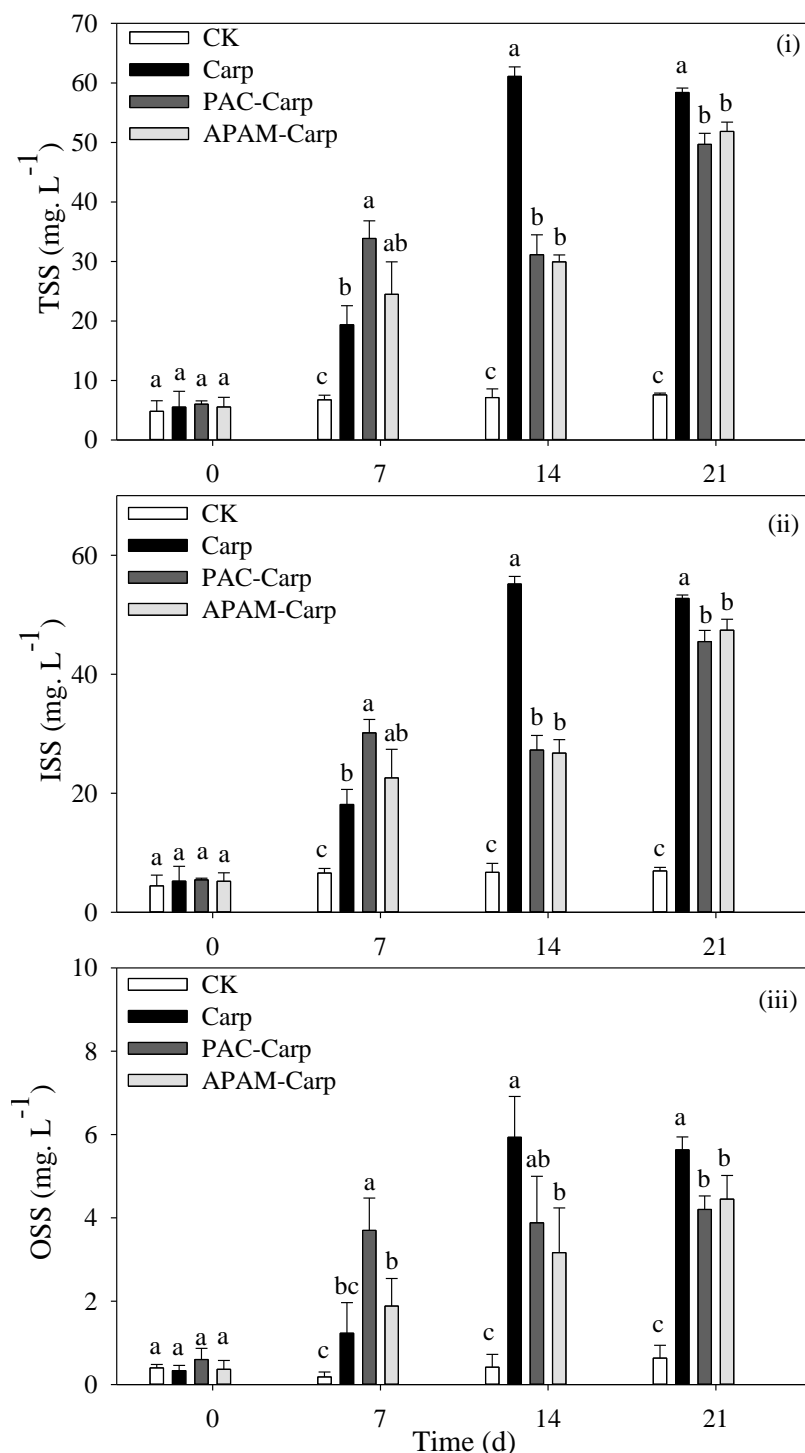 70
60
50
40
30
20
10
0
TSS (mg. L-1)
CK
Carp
PAC-Carp
APAM-Carp
(i)
a a a a
c b a ab
c a b b
c a b b
0 7 14 21
60
40
20
0
ISS (mg. L-1)
CK
Carp
PAC-Carp
APAM-Carp
(ii)
a a a a
c b a ab
c a b b
c a b b
0 7 14 21
10
8
6
4
2
0
OSS (mg. L-1)
CK
Carp
PAC-Carp
APAM-Carp
(iii)
a a a a
c bc a b
c a ab b
c a b b
0 7 14 21
Time (d)